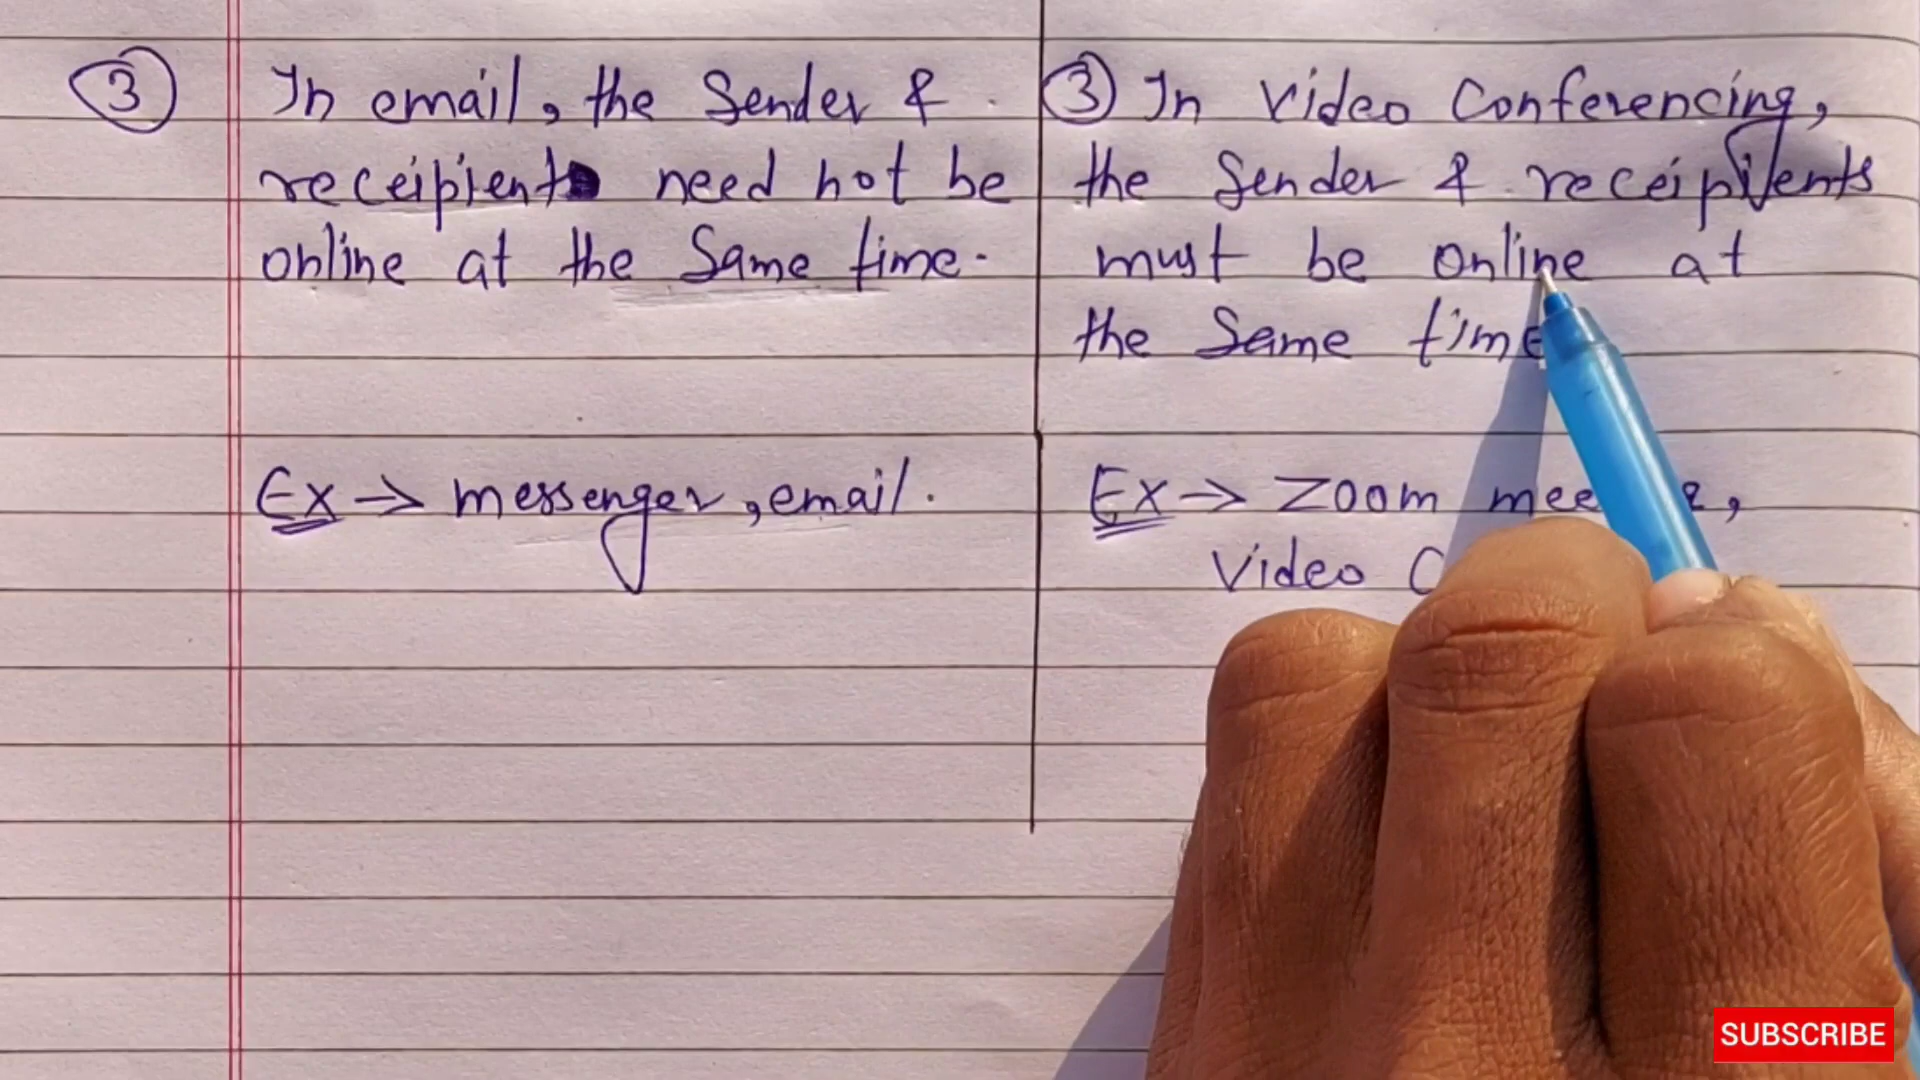 ③ In email, the Sender &
receipient need not be
online at the Same time.
Ex → messenger, email.
③ In Video Conferencing,
the Sender & receipients
must be online at
the Same time
Ex → Zoom
Video
SUBSCRIBE